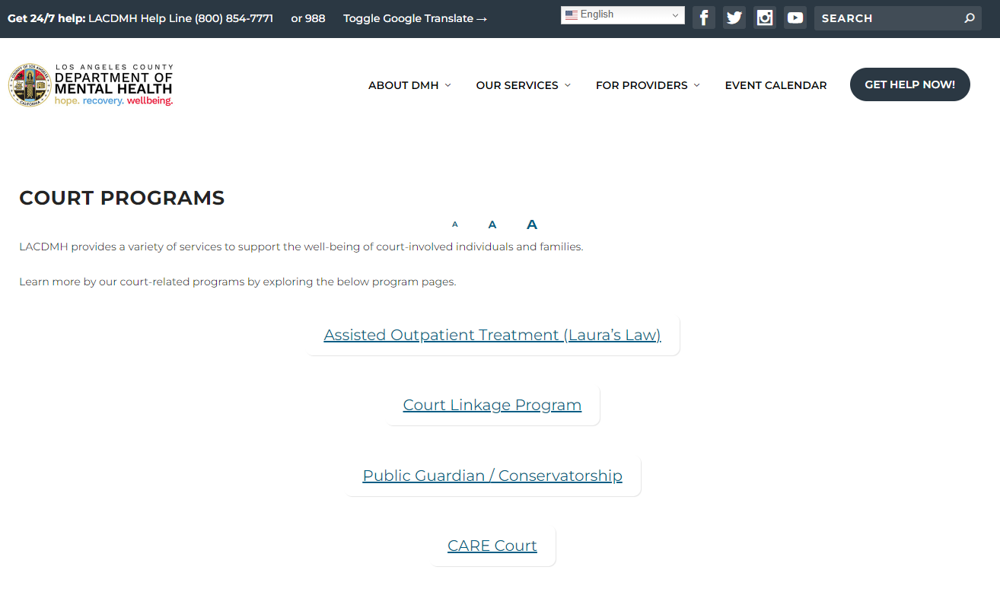 Get 24/7 help: LACDMH Help Line (800) 854-7771 or 988 Toggle Google Translate → English SEARCH
LOS ANGELES COUNTY
DEPARTMENT OF
MENTAL HEALTH
hope. recovery. wellbeing.
ABOUT DMH OUR SERVICES FOR PROVIDERS EVENT CALENDAR GET HELP NOW!
COURT PROGRAMS
A A A
LACDMH provides a variety of services to support the well-being of court-involved individuals and families.
Learn more by our court-related programs by exploring the below program pages.
Assisted Outpatient Treatment (Laura’s Law)
Court Linkage Program
Public Guardian / Conservatorship
CARE Court